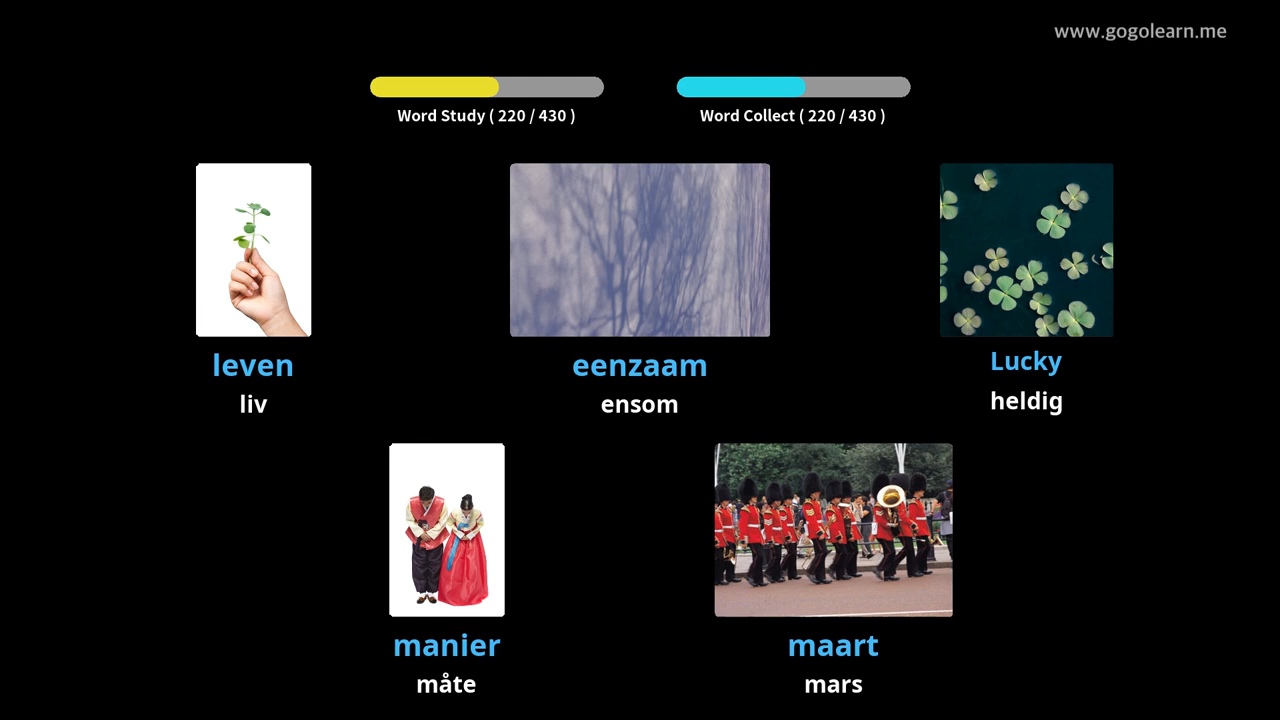 www.gogolearn.me
Word Study ( 220 / 430 )
Word Collect ( 220 / 430 )
leven
liv
eenzaam
ensom
Lucky
heldig
manier
måte
maart
mars